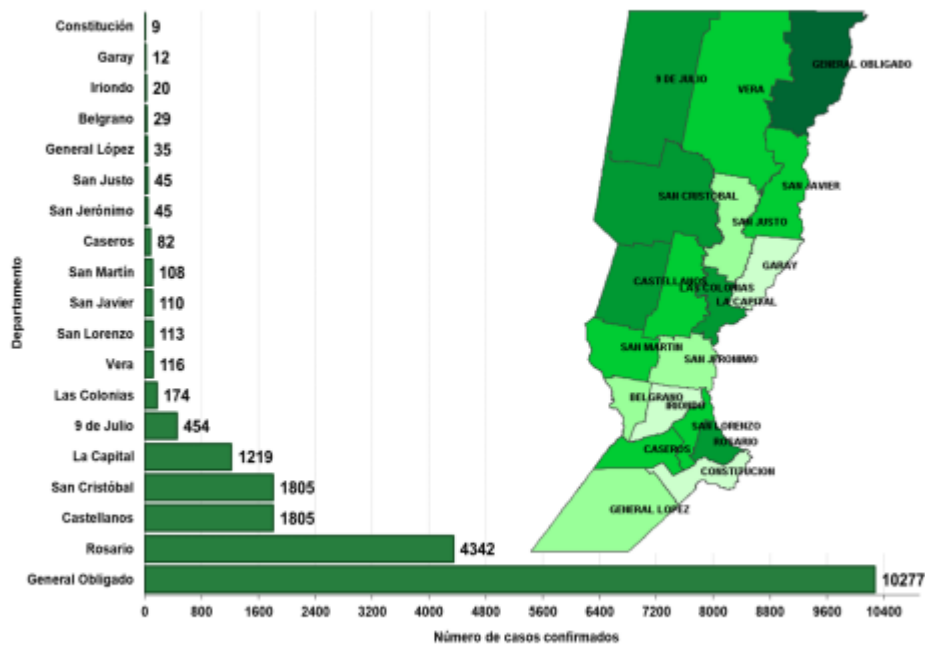 Constitución 9
Garay 12
Iriondo 20
Belgrano 29
General López 35
San Justo 45
San Jerónimo 45
Caseros 82
San Martín 108
San Javier 110
San Lorenzo 113
Vera 116
Las Colonias 174
9 de Julio 454
La Capital 1219
San Cristóbal 1805
Castellanos 1805
Rosario 4342
General Obligado 10277
Departamento
0 800 1600 2400 3200 4000 4800 5600 6400 7200 8000 8800 9600 10400
Número de casos confirmados
GENERAL OBLIGADO
9 DE JULIO
VERA
SAN JAVIER
SAN CRISTOBAL
SAN JUSTO
GARAY
CASTELLANOS
LAS COLONIAS
LA CAPITAL
SAN MARTIN
SAN JERONIMO
BELGRANO
IRIONDO
SAN LORENZO
ROSARIO
CASEROS
CONSTITUCION
GENERAL LOPEZ